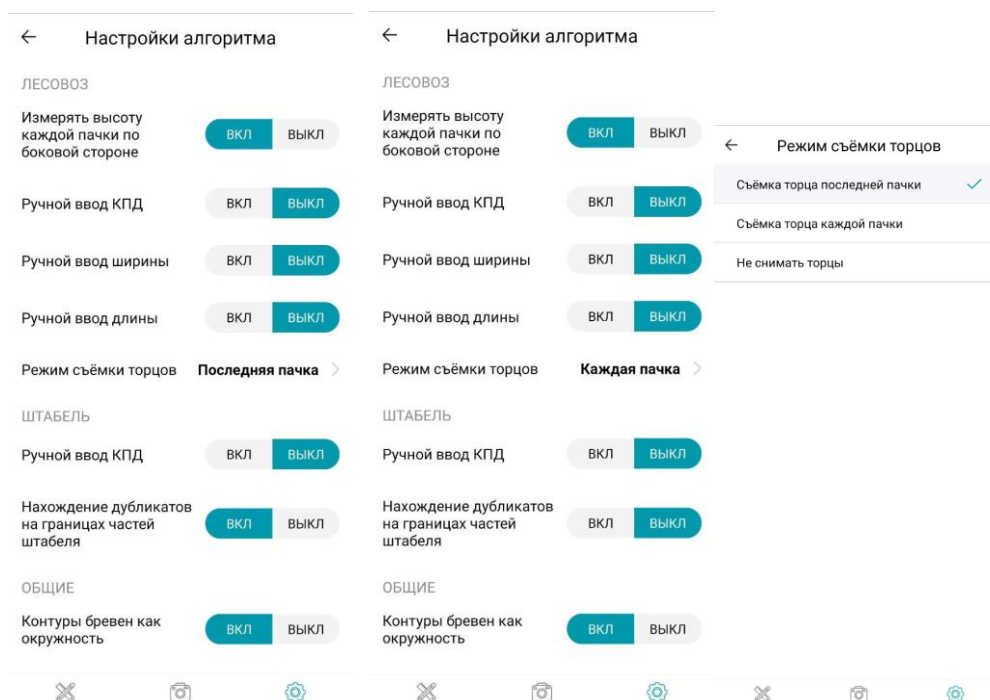 Настройки алгоритма
ЛЕСОВОЗ
Измерять высоту
каждой пачки по
боковой стороне
ВКЛ ВЫКЛ
Ручной ввод КПД
ВКЛ ВЫКЛ
Ручной ввод ширины
ВКЛ ВЫКЛ
Ручной ввод длины
ВКЛ ВЫКЛ
Режим съёмки торцов Последняя пачка
ШТАБЕЛЬ
Ручной ввод КПД
ВКЛ ВЫКЛ
Нахождение дубликатов
на границах частей
штабеля
ВКЛ ВЫКЛ
ОБЩИЕ
Контуры бревен как
окружность
ВКЛ ВЫКЛ
Настройки алгоритма
ЛЕСОВОЗ
Измерять высоту
каждой пачки по
боковой стороне
ВКЛ ВЫКЛ
Ручной ввод КПД
ВКЛ ВЫКЛ
Ручной ввод ширины
ВКЛ ВЫКЛ
Ручной ввод длины
ВКЛ ВЫКЛ
Режим съёмки торцов Каждая пачка
ШТАБЕЛЬ
Ручной ввод КПД
ВКЛ ВЫКЛ
Нахождение дубликатов
на границах частей
штабеля
ВКЛ ВЫКЛ
ОБЩИЕ
Контуры бревен как
окружность
ВКЛ ВЫКЛ
Режим съёмки торцов
Съёмка торца последней пачки
Съёмка торца каждой пачки
Не снимать торцы